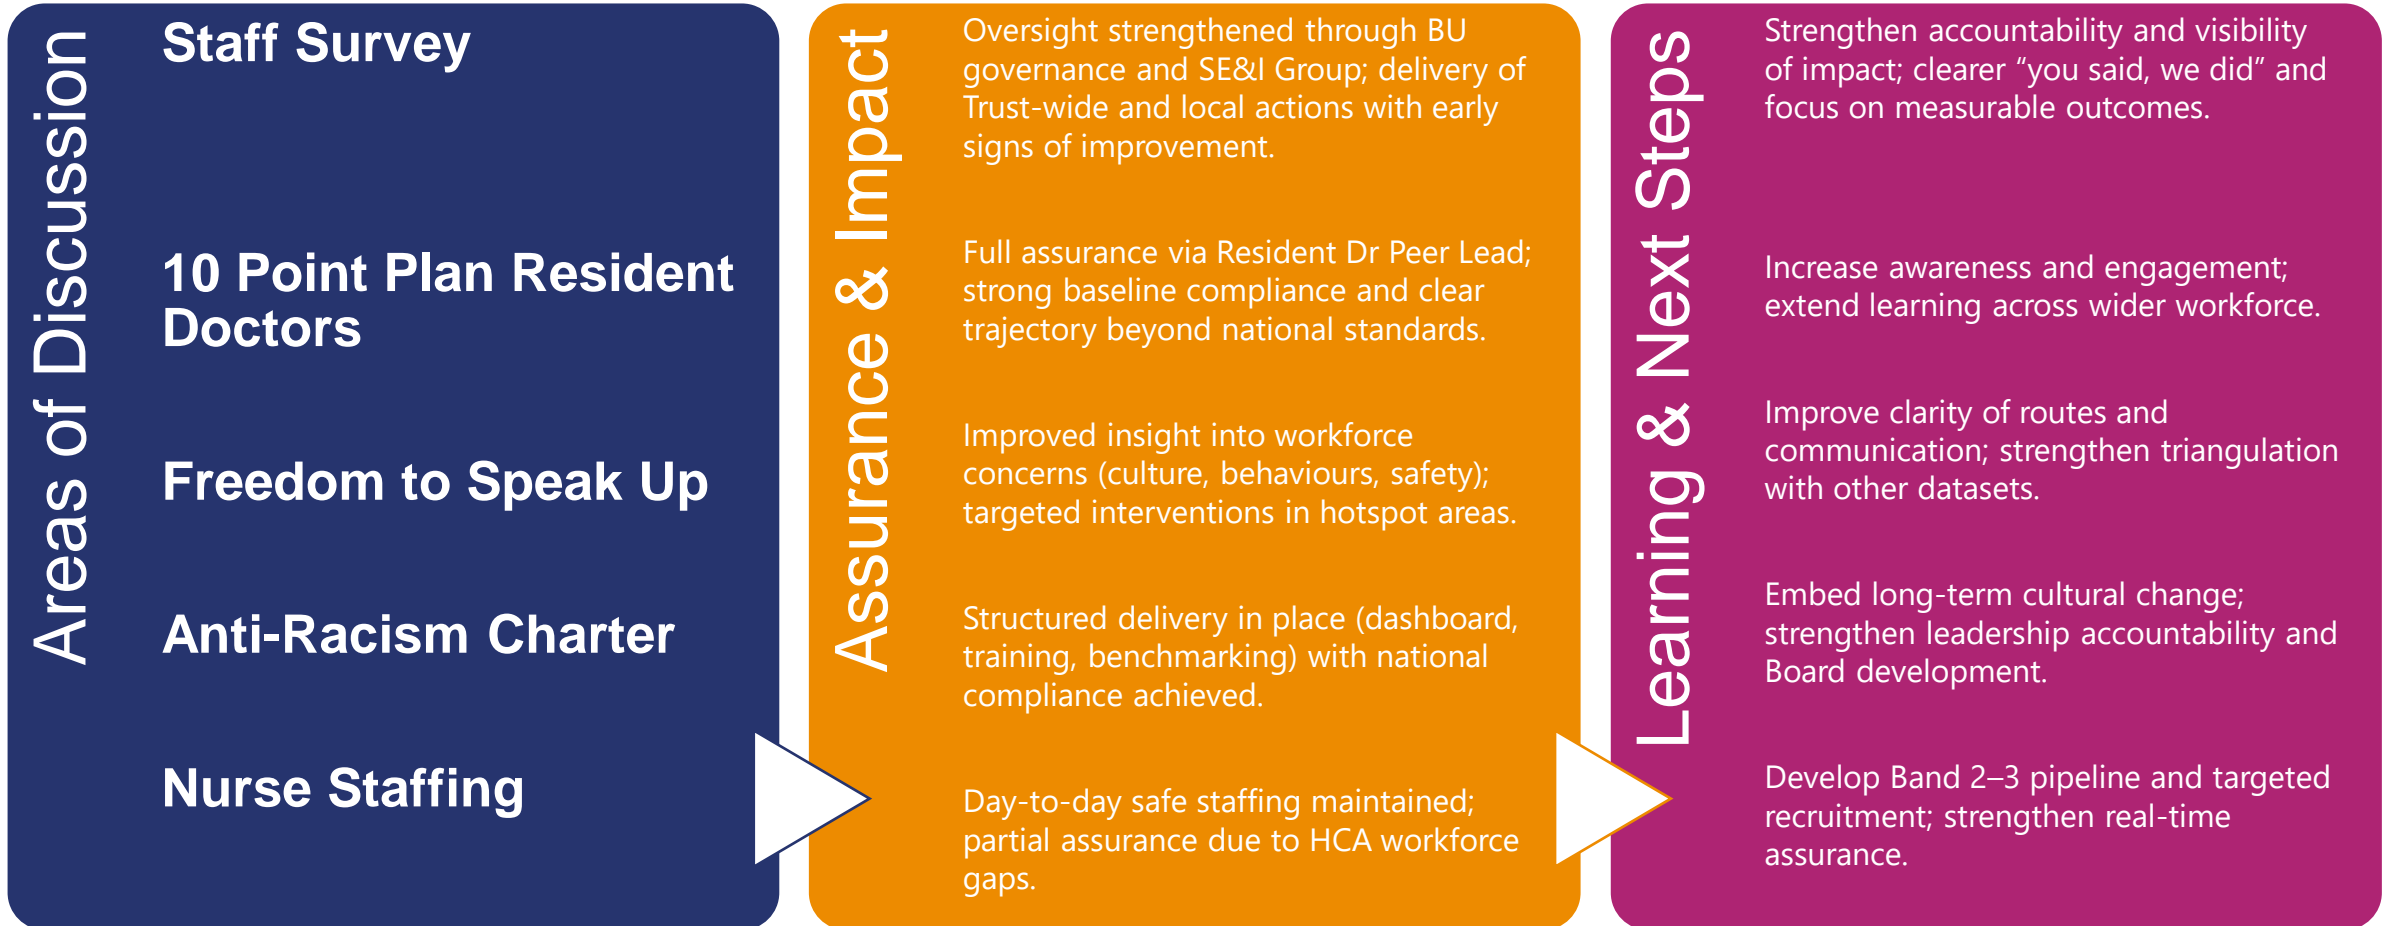 Areas of Discussion
Staff Survey
10 Point Plan Resident
Doctors
Freedom to Speak Up
Anti-Racism Charter
Nurse Staffing
Assurance & Impact
Oversight strengthened through BU
governance and SE&I Group; delivery of
Trust-wide and local actions with early
signs of improvement.
Full assurance via Resident Dr Peer Lead;
strong baseline compliance and clear
trajectory beyond national standards.
Improved insight into workforce
concerns (culture, behaviours, safety);
targeted interventions in hotspot areas.
Structured delivery in place (dashboard,
training, benchmarking) with national
compliance achieved.
Day-to-day safe staffing maintained;
partial assurance due to HCA workforce
gaps.
Learning & Next Steps
Strengthen accountability and visibility
of impact; clearer “you said, we did” and
focus on measurable outcomes.
Increase awareness and engagement;
extend learning across wider workforce.
Improve clarity of routes and
communication; strengthen triangulation
with other datasets.
Embed long-term cultural change;
strengthen leadership accountability and
Board development.
Develop Band 2–3 pipeline and targeted
recruitment; strengthen real-time
assurance.